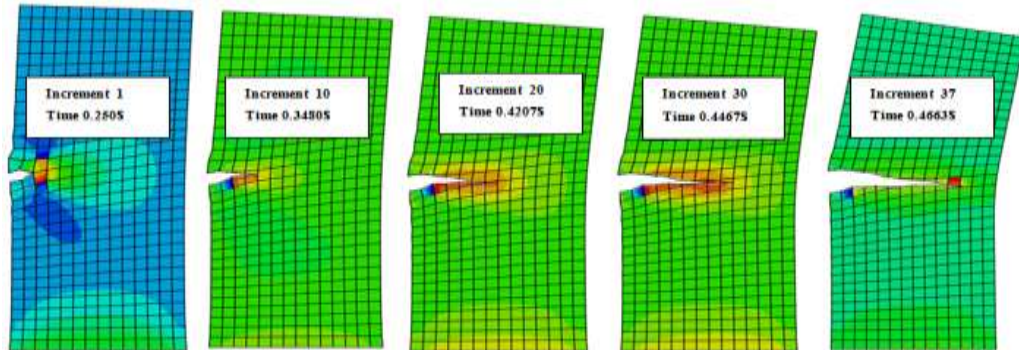 Increment 1
Time 0.280S
Increment 10
Time 0.3480S
Increment 20
Time 0.4207S
Increment 30
Time 0.4467S
Increment 37
Time 0.4663S